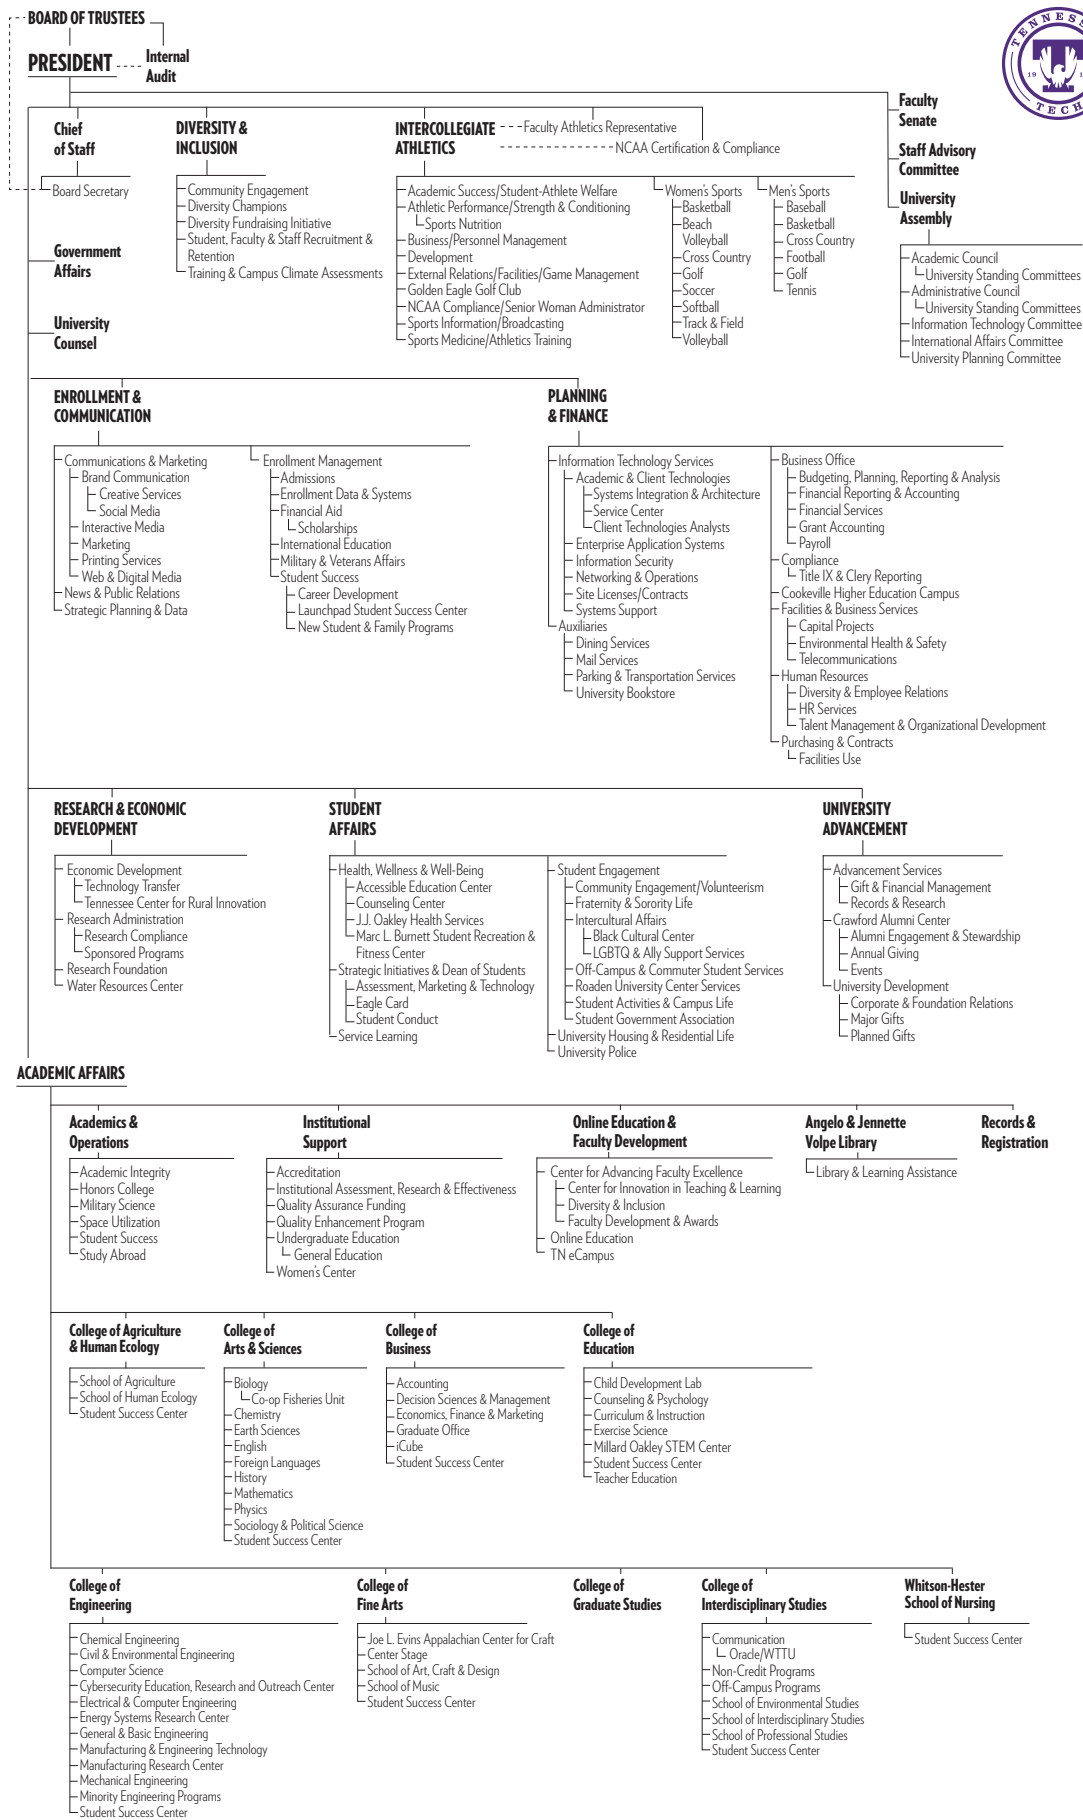 BOARD OF TRUSTEES
PRESIDENT
Internal
Audit
TENNES
TECH
19
1
Chief
of Staff
Board Secretary
Government
Affairs
University
Counsel
DIVERSITY &
INCLUSION
Community Engagement
Diversity Champions
Diversity Fundraising Initiative
Student, Faculty & Staff Recruitment &
Retention
Training & Campus Climate Assessments
INTERCOLLEGIATE
ATHLETICS
Faculty Athletics Representative
NCAA Certification & Compliance
Academic Success/Student-Athlete Welfare
Athletic Performance/Strength & Conditioning
Sports Nutrition
Business/Personnel Management
Development
External Relations/Facilities/Game Management
Golden Eagle Golf Club
NCAA Compliance/Senior Woman Administrator
Sports Information/Broadcasting
Sports Medicine/Athletics Training
Women's Sports
Basketball
Beach
Volleyball
Cross Country
Golf
Soccer
Softball
Track & Field
Volleyball
Men's Sports
Baseball
Basketball
Cross Country
Football
Golf
Tennis
Faculty
Senate
Staff Advisory
Committee
University
Assembly
Academic Council
University Standing Committees
Administrative Council
University Standing Committees
Information Technology Committee
International Affairs Committee
University Planning Committee
ENROLLMENT &
COMMUNICATION
Communications & Marketing
Brand Communication
Creative Services
Social Media
Interactive Media
Marketing
Printing Services
Web & Digital Media
News & Public Relations
Strategic Planning & Data
Enrollment Management
Admissions
Enrollment Data & Systems
Financial Aid
Scholarships
International Education
Military & Veterans Affairs
Student Success
Career Development
Launchpad Student Success Center
New Student & Family Programs
PLANNING
& FINANCE
Information Technology Services
Academic & Client Technologies
Systems Integration & Architecture
Service Center
Client Technologies Analysts
Enterprise Application Systems
Information Security
Networking & Operations
Site Licenses/Contracts
Systems Support
Auxiliaries
Dining Services
Mail Services
Parking & Transportation Services
University Bookstore
Business Office
Budgeting, Planning, Reporting & Analysis
Financial Reporting & Accounting
Financial Services
Grant Accounting
Payroll
Compliance
Title IX & Clery Reporting
Cookeville Higher Education Campus
Facilities & Business Services
Capital Projects
Environmental Health & Safety
Telecommunications
Human Resources
Diversity & Employee Relations
HR Services
Talent Management & Organizational Development
Purchasing & Contracts
Facilities Use
RESEARCH & ECONOMIC
DEVELOPMENT
Economic Development
Technology Transfer
Tennessee Center for Rural Innovation
Research Administration
Research Compliance
Sponsored Programs
Research Foundation
Water Resources Center
STUDENT
AFFAIRS
Health, Wellness & Well-Being
Accessible Education Center
Counseling Center
J.J. Oakley Health Services
Marc L. Burnett Student Recreation &
Fitness Center
Strategic Initiatives & Dean of Students
Assessment, Marketing & Technology
Eagle Card
Student Conduct
Service Learning
Student Engagement
Community Engagement/Volunteerism
Fraternity & Sorority Life
Intercultural Affairs
Black Cultural Center
LGBTQ & Ally Support Services
Off-Campus & Commuter Student Services
Roaden University Center Services
Student Activities & Campus Life
Student Government Association
University Housing & Residential Life
University Police
UNIVERSITY
ADVANCEMENT
Advancement Services
Gift & Financial Management
Records & Research
Crawford Alumni Center
Alumni Engagement & Stewardship
Annual Giving
Events
University Development
Corporate & Foundation Relations
Major Gifts
Planned Gifts
ACADEMIC AFFAIRS
Academics &
Operations
Academic Integrity
Honors College
Military Science
Space Utilization
Student Success
Study Abroad
Institutional
Support
Accreditation
Institutional Assessment, Research & Effectiveness
Quality Assurance Funding
Quality Enhancement Program
Undergraduate Education
General Education
Women's Center
Online Education &
Faculty Development
Center for Advancing Faculty Excellence
Center for Innovation in Teaching & Learning
Diversity & Inclusion
Faculty Development & Awards
Online Education
TN eCampus
Angelo & Jennette
Volpe Library
Library & Learning Assistance
Records &
Registration
College of Agriculture
& Human Ecology
School of Agriculture
School of Human Ecology
Student Success Center
College of
Arts & Sciences
Biology
Co-op Fisheries Unit
Chemistry
Earth Sciences
English
Foreign Languages
History
Mathematics
Physics
Sociology & Political Science
Student Success Center
College of
Business
Accounting
Decision Sciences & Management
Economics, Finance & Marketing
Graduate Office
iCube
Student Success Center
College of
Education
Child Development Lab
Counseling & Psychology
Curriculum & Instruction
Exercise Science
Millard Oakley STEM Center
Student Success Center
Teacher Education
College of
Engineering
Chemical Engineering
Civil & Environmental Engineering
Computer Science
Cybersecurity Education, Research and Outreach Center
Electrical & Computer Engineering
Energy Systems Research Center
General & Basic Engineering
Manufacturing & Engineering Technology
Manufacturing Research Center
Mechanical Engineering
Minority Engineering Programs
Student Success Center
College of
Fine Arts
Joe L. Evins Appalachian Center for Craft
Center Stage
School of Art, Craft & Design
School of Music
Student Success Center
College of
Graduate Studies
College of
Interdisciplinary Studies
Communication
Oracle/WTTU
Non-Credit Programs
Off-Campus Programs
School of Environmental Studies
School of Interdisciplinary Studies
School of Professional Studies
Student Success Center
Whitson-Hester
School of Nursing
Student Success Center